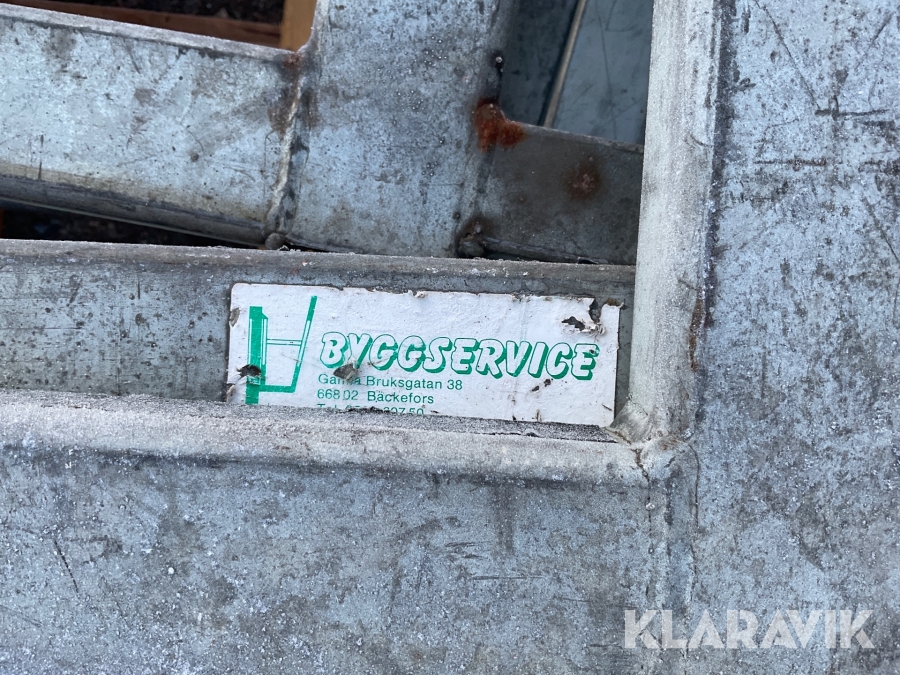 BYGGSERVICE
Gamla Bruksgatan 38
668 02 Bäckefors
KLARAVIK